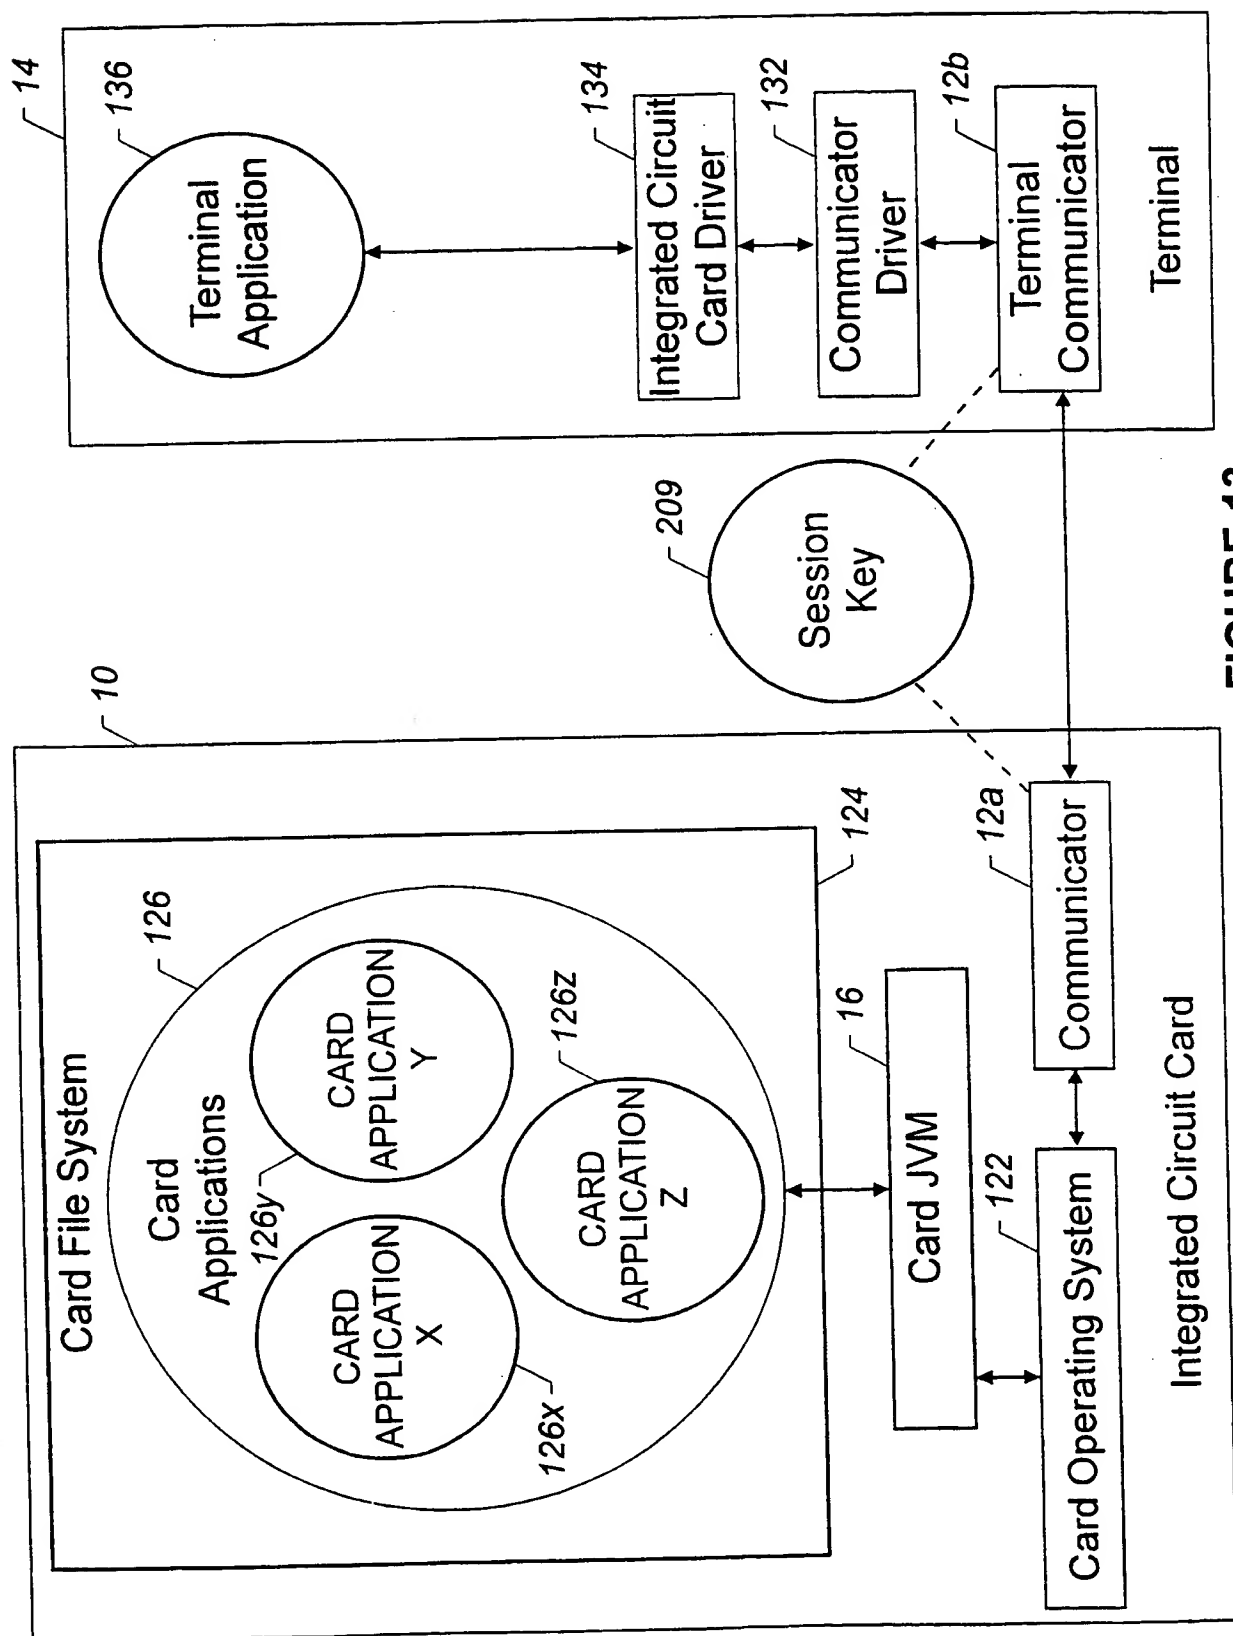 10
Card File System
Card
Applications
126
126y
CARD
APPLICATION
X
CARD
APPLICATION
Y
126x
CARD
APPLICATION
Z
126z
124
Card JVM
16
Card Operating System
122
Communicator
12a
Integrated Circuit Card
Session
Key
209
14
Terminal
Application
136
Integrated Circuit
Card Driver
134
Communicator
Driver
132
Terminal
Communicator
12b
Terminal